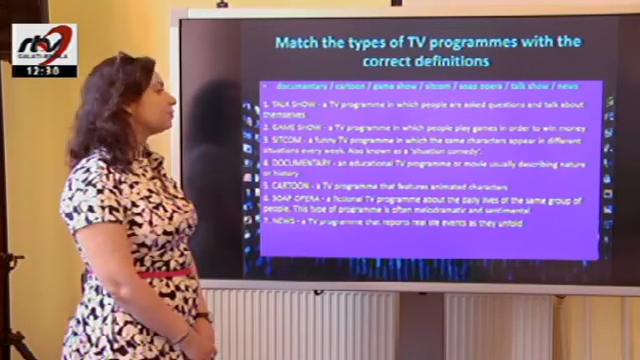 rtv
GALATI-BRAILA
12:30
Match the types of TV programmes with the
correct definitions
documentary / cartoon / game show / sitcom / soap opera / talk show / news
1. TALK SHOW - a TV programme in which people are asked questions and talk about
themselves
2. GAME SHOW - a TV programme in which people play games in order to win money
3. SITCOM - a funny TV programme in which the same characters appear in different
situations every week. Also known as a 'situation comedy'.
4. DOCUMENTARY - an educational TV programme or movie usually describing nature
or history
5. CARTOON - a TV programme that features animated characters
6. SOAP OPERA - a fictional TV programme about the daily lives of the same group of
people. This type of programme is often melodramatic and sentimental.
7. NEWS - a TV programme that reports real life events as they unfold